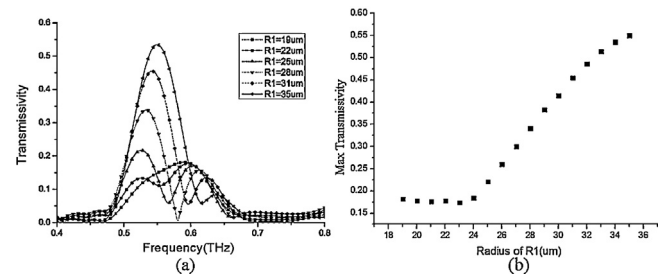 0.6
0.5
0.4
0.3
0.2
0.1
0.0
Transmissivity
R1=19um
R1=22um
R1=25um
R1=28um
R1=31um
R1=35um
0.4
0.5
0.6
0.7
0.8
Frequency(THz)
(a)
0.60
0.55
0.50
0.45
0.40
0.35
0.30
0.25
0.20
0.15
Max Transmissivity
18
20
22
24
26
28
30
32
34
36
Radius of R1(um)
(b)